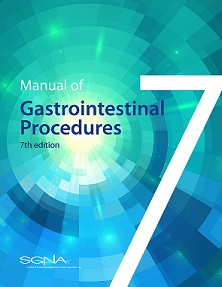 Manual of
Gastrointestinal
Procedures
7th edition
7
SGNA